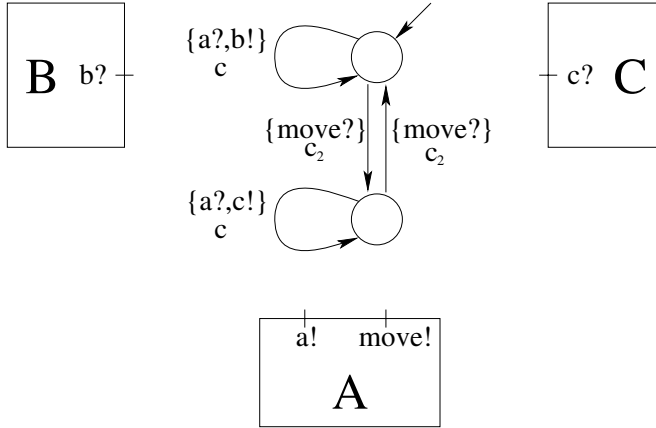 {a?,b!}
c
B
b?
c?
C
{move?}
c₂
{move?}
c₂
{a?,c!}
c
a!
move!
A